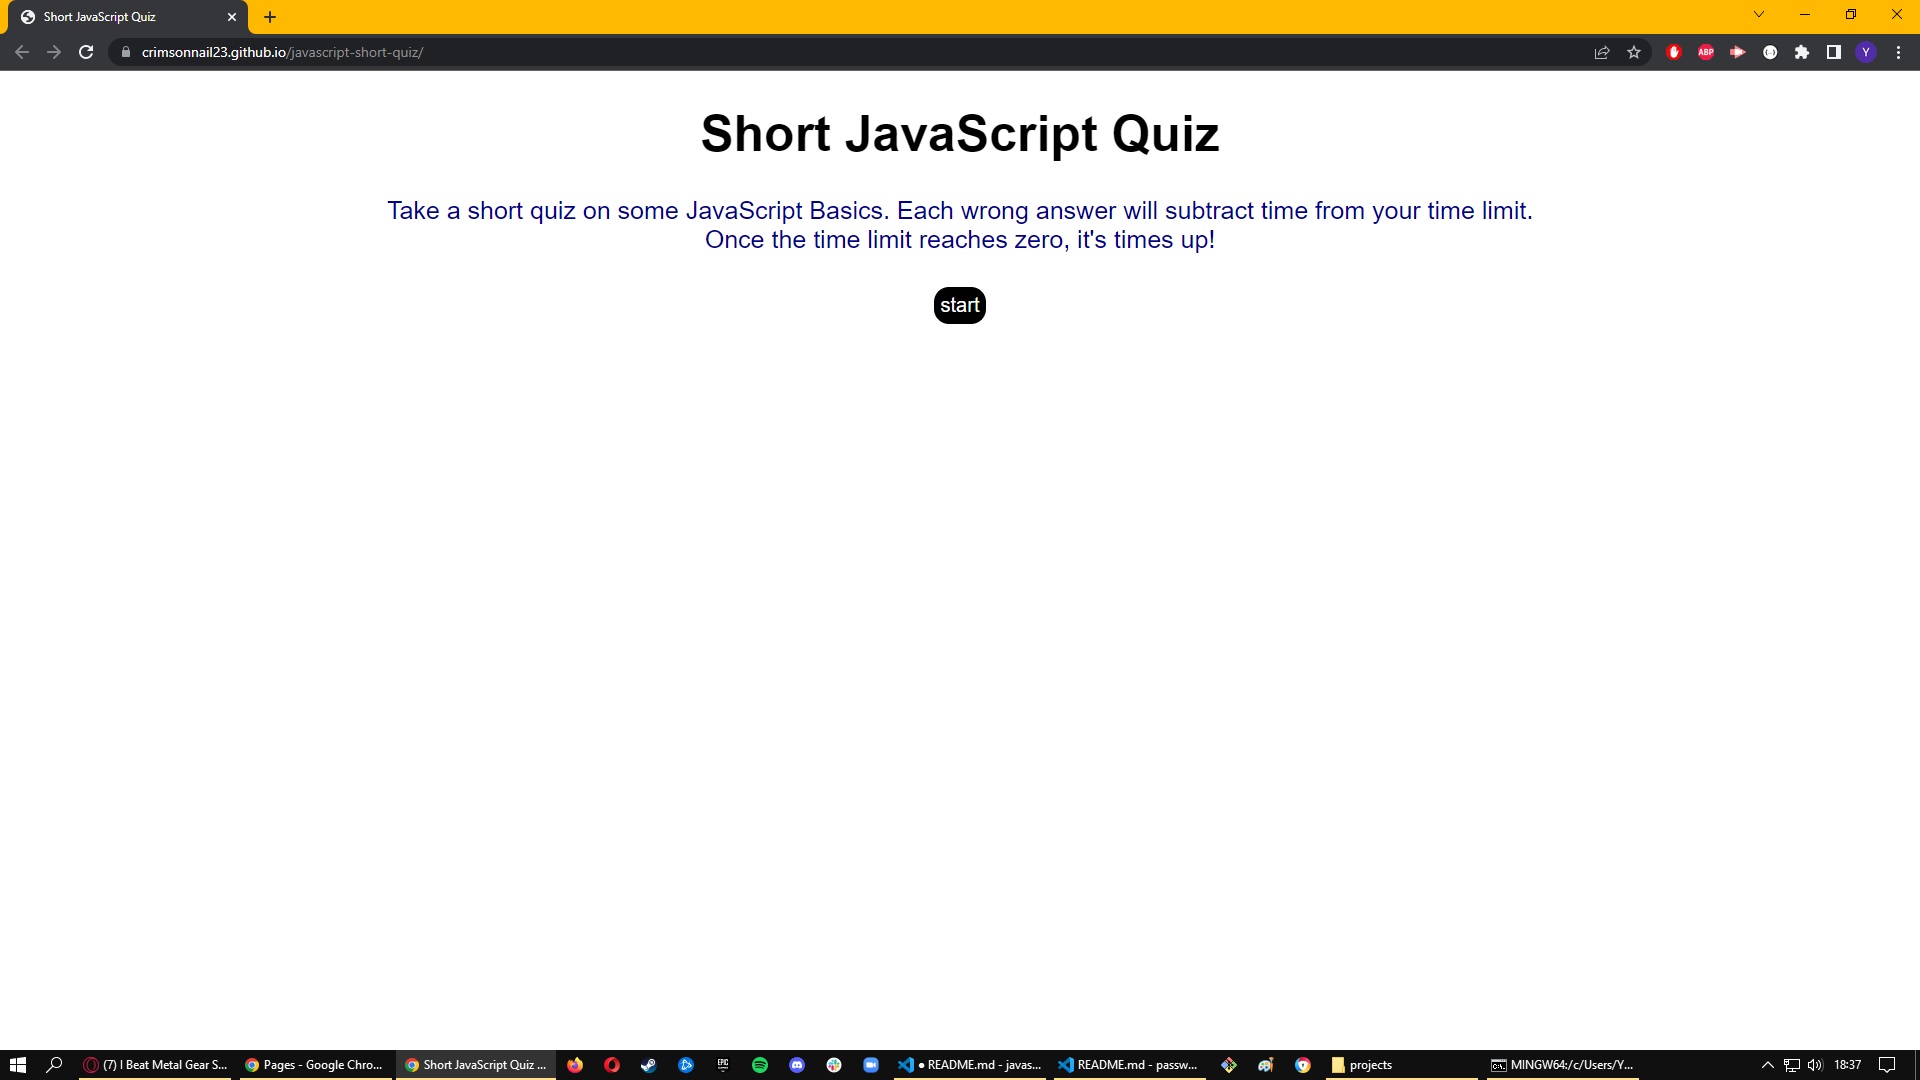 Short JavaScript Quiz
crimsonnail23.github.io/javascript-short-quiz/
ABP
Y
Short JavaScript Quiz
Take a short quiz on some JavaScript Basics. Each wrong answer will subtract time from your time limit.
Once the time limit reaches zero, it's times up!
start
(7) I Beat Metal Gear S...
Pages - Google Chro...
Short JavaScript Quiz ...
EPIC
● README.md - javas...
README.md - passw...
projects
MINGW64:/c/Users/Y...
18:37